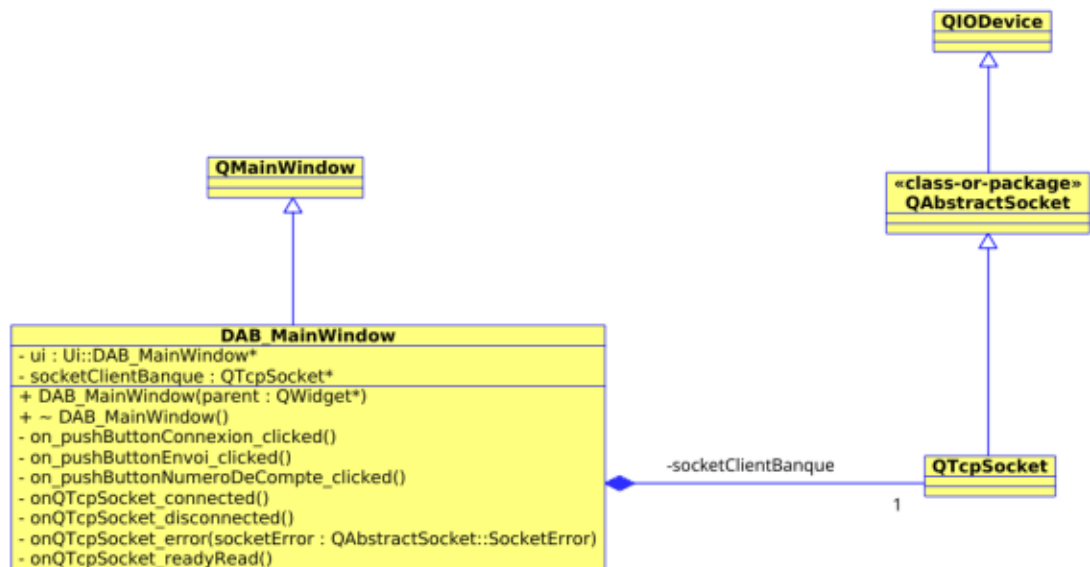 QIODevice
QMainWindow
«class-or-package»
QAbstractSocket
DAB_MainWindow
- ui : Ui::DAB_MainWindow*
- socketClientBanque : QTcpSocket*
+ DAB_MainWindow(parent : QWidget*)
+ ~ DAB_MainWindow()
- on_pushButtonConnexion_clicked()
- on_pushButtonEnvoi_clicked()
- on_pushButtonNumeroDeCompte_clicked()
- onQTcpSocket_connected()
- onQTcpSocket_disconnected()
- onQTcpSocket_error(socketError : QAbstractSocket::SocketError)
- onQTcpSocket_readyRead()
-socketClientBanque
1
QTcpSocket